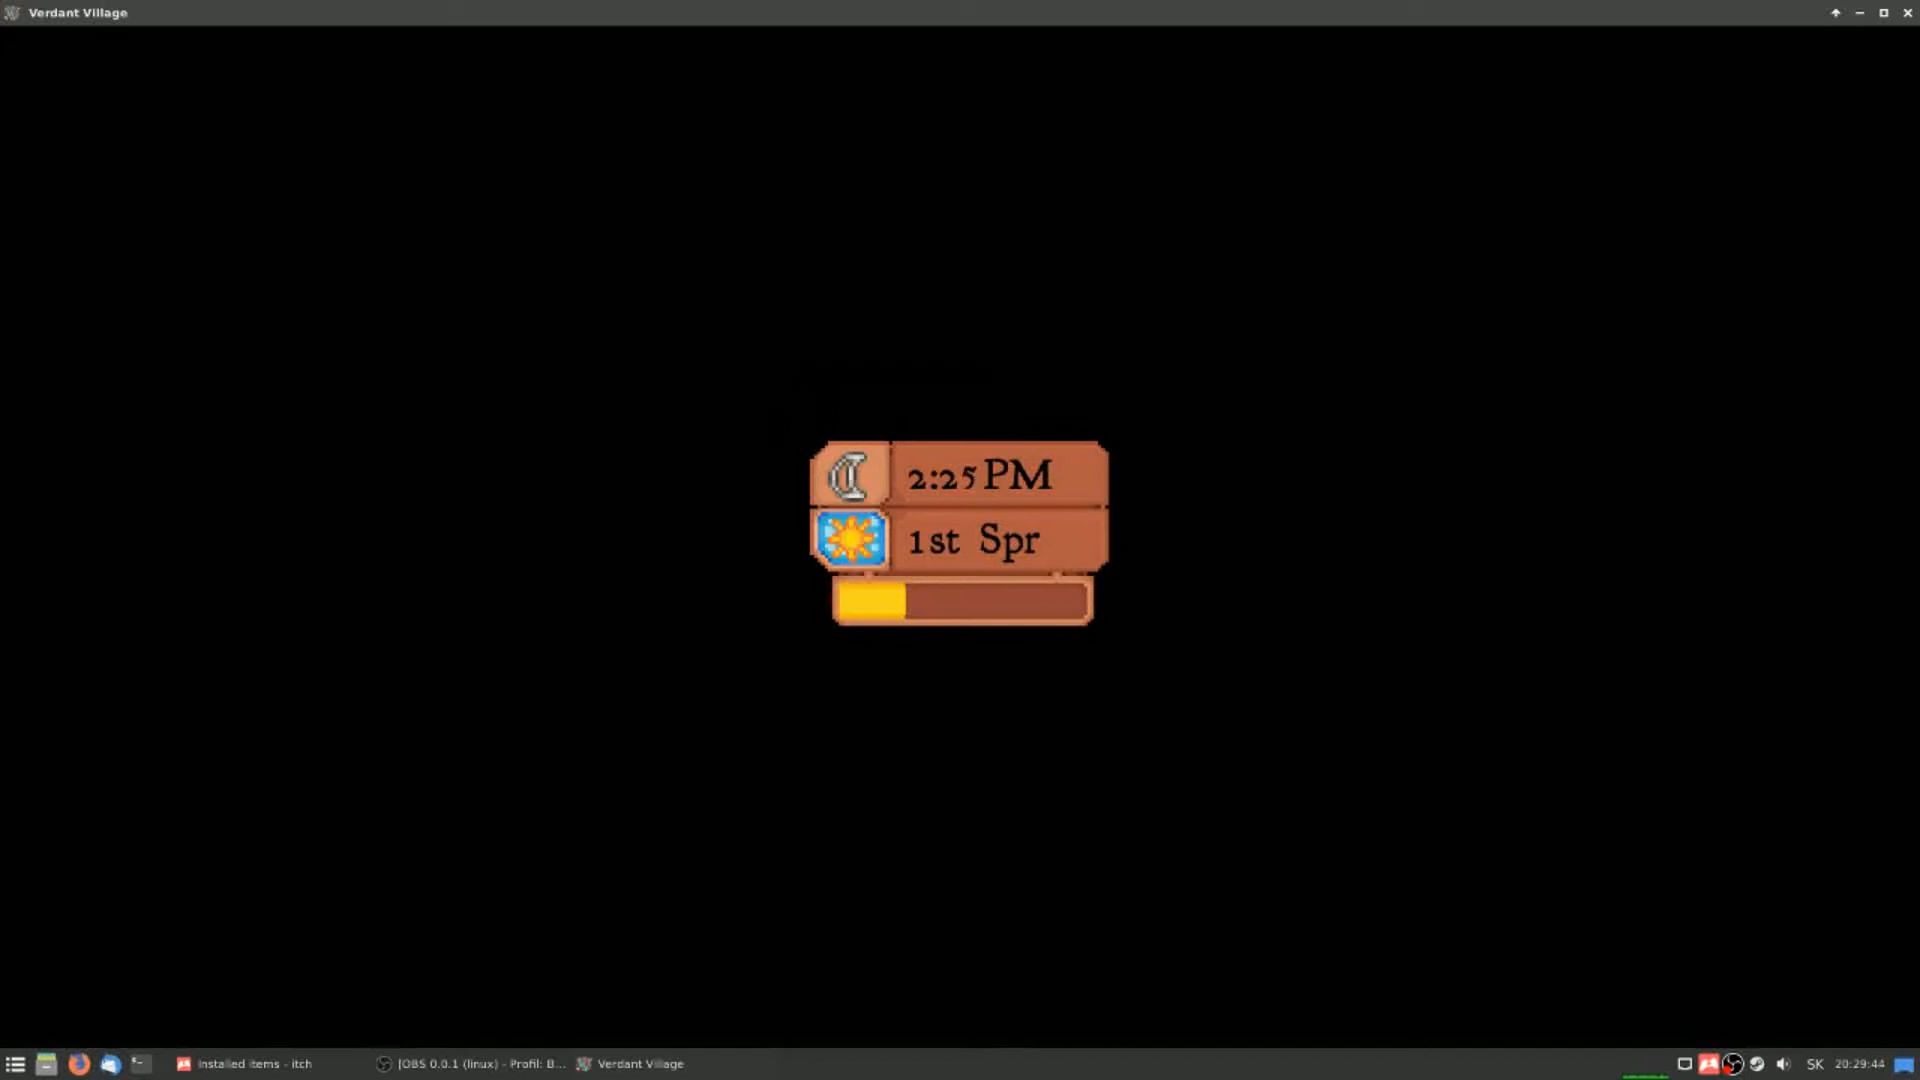 Verdant Village
2:25 PM
1st Spr
Installed items - itch
[OBS 0.0.1 (linux) - Profil: B...
Verdant Village
SK
20:29:44